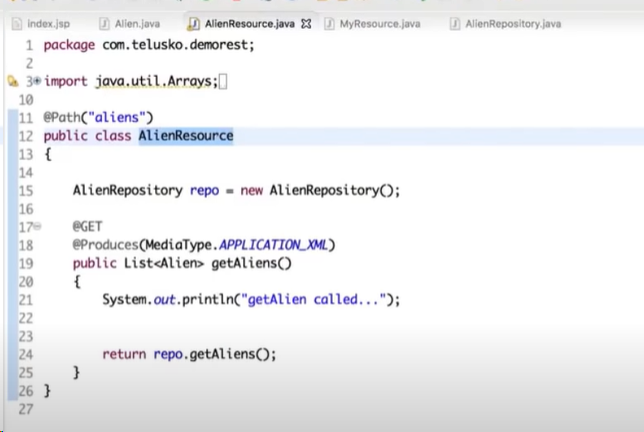 index.jsp Alien.java AlienResource.java MyResource.java AlienRepository.java
1 package com.telusko.demorest;
2
3 import java.util.Arrays;
10
11 @Path("aliens")
12 public class AlienResource
13 {
14
15 AlienRepository repo = new AlienRepository();
16
17 @GET
18 @Produces(MediaType.APPLICATION_XML)
19 public List<Alien> getAliens()
20 {
21 System.out.println("getAlien called...");
22
23
24 return repo.getAliens();
25 }
26 }
27